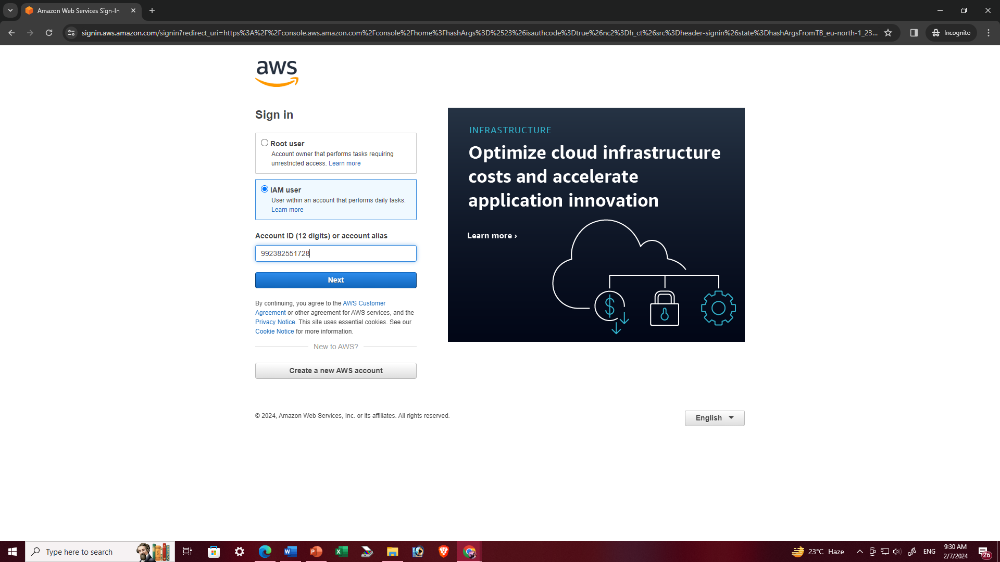 Amazon Web Services Sign-In
signin.aws.amazon.com/signin?redirect_uri=https%3A%2F%2Fconsole.aws.amazon.com%2Fconsole%2Fhome%3FhashArgs%3D%2523%26isauthcode%3Dtrue%26nc2%3Dh_ct%26src%3Dheader-signin%26state%3DhashArgsFromTB_eu-north-1_23...
Incognito
aws
Sign in
Root user
Account owner that performs tasks requiring
unrestricted access. Learn more
IAM user
User within an account that performs daily tasks.
Learn more
Account ID (12 digits) or account alias
992382551728
Next
By continuing, you agree to the AWS Customer
Agreement or other agreement for AWS services, and the
Privacy Notice. This site uses essential cookies. See our
Cookie Notice for more information.
New to AWS?
Create a new AWS account
INFRASTRUCTURE
Optimize cloud infrastructure
costs and accelerate
application innovation
Learn more ›
$
© 2024, Amazon Web Services, Inc. or its affiliates. All rights reserved.
English
Type here to search
23°C Haze
ENG
9:30 AM
2/7/2024
26